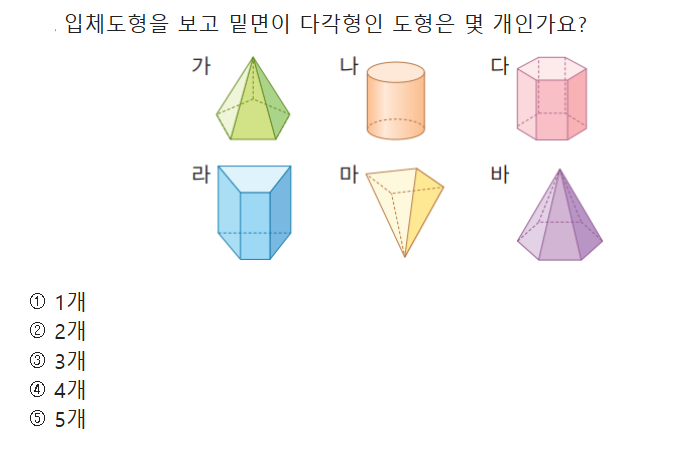 입체도형을 보고 밑면이 다각형인 도형은 몇 개인가요?
가 나 다
라 마 바
① 1개
② 2개
③ 3개
④ 4개
⑤ 5개